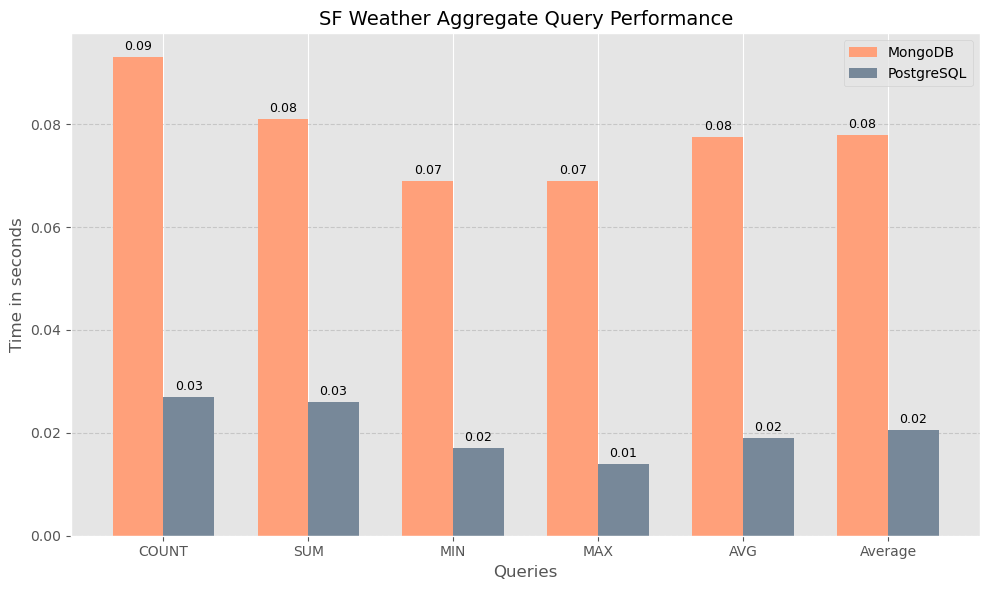 SF Weather Aggregate Query Performance
MongoDB
PostgreSQL
0.09
0.08
0.07
0.07
0.08
0.08
0.03
0.03
0.02
0.01
0.02
0.02
0.08
0.06
0.04
0.02
0.00
Time in seconds
COUNT SUM MIN MAX AVG Average
Queries